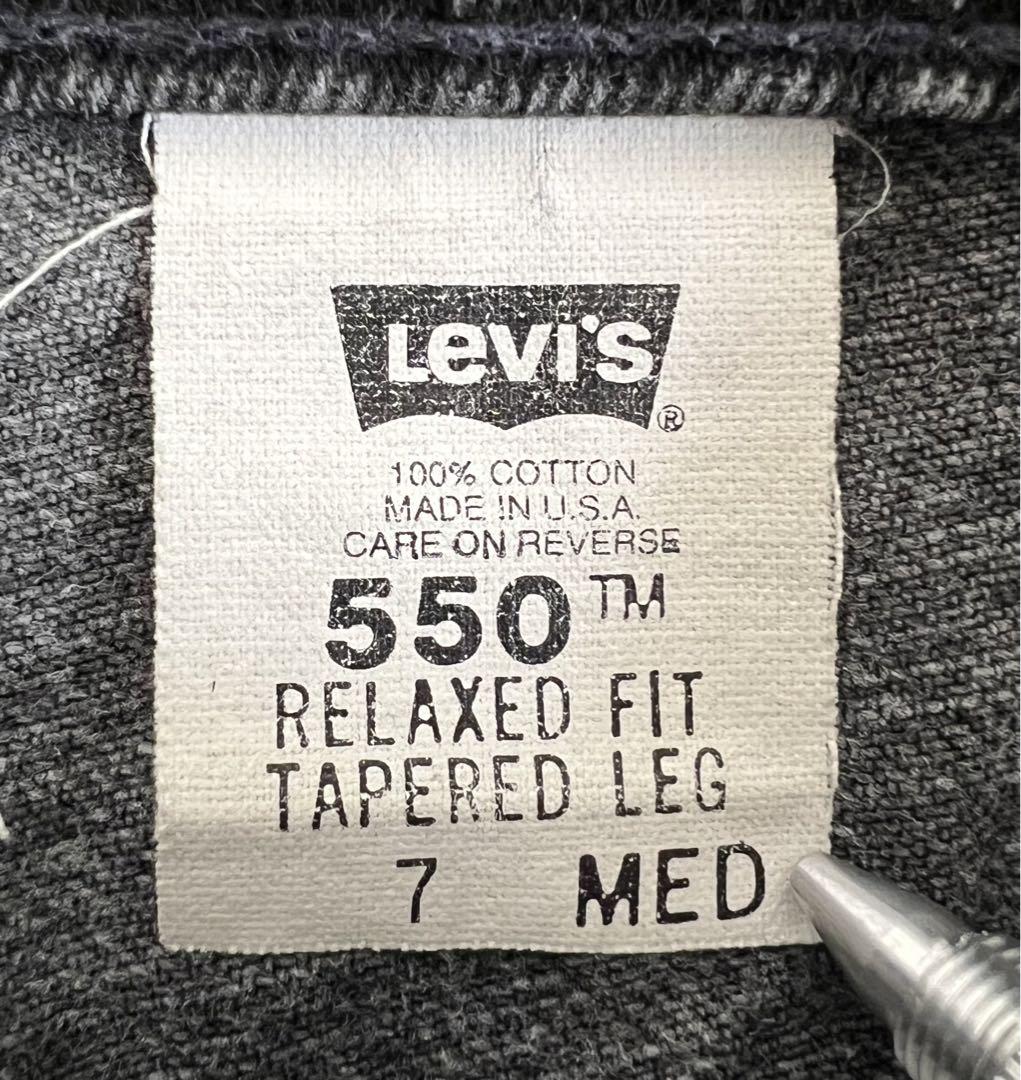 Levi's ®
100% COTTON
MADE IN U.S.A.
CARE ON REVERSE
550™
RELAXED FIT
TAPERED LEG
7 MED